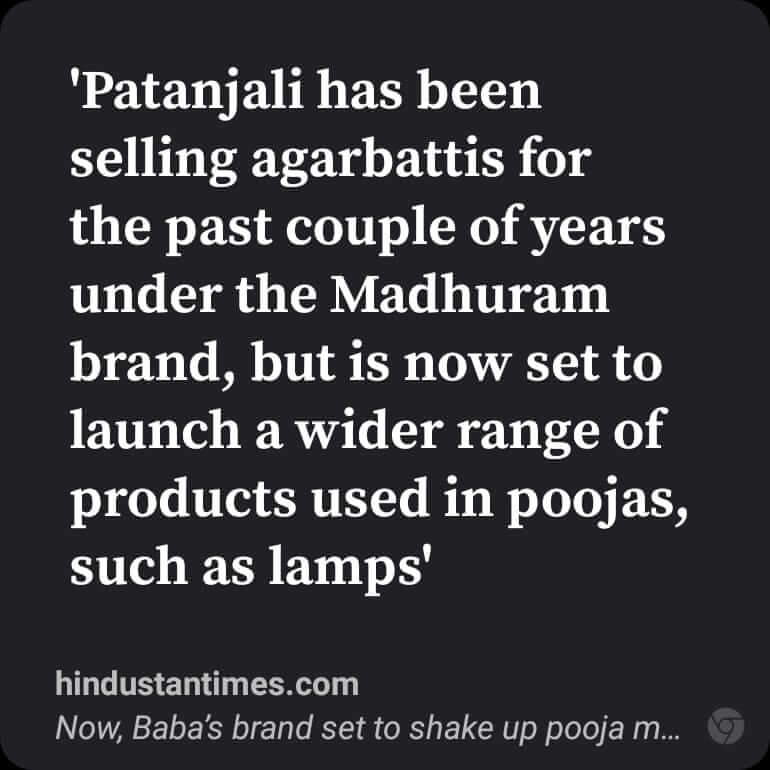 'Patanjali has been
selling agarbattis for
the past couple of years
under the Madhuram
brand, but is now set to
launch a wider range of
products used in poojas,
such as lamps'
hindustantimes.com
Now, Baba’s brand set to shake up pooja m...